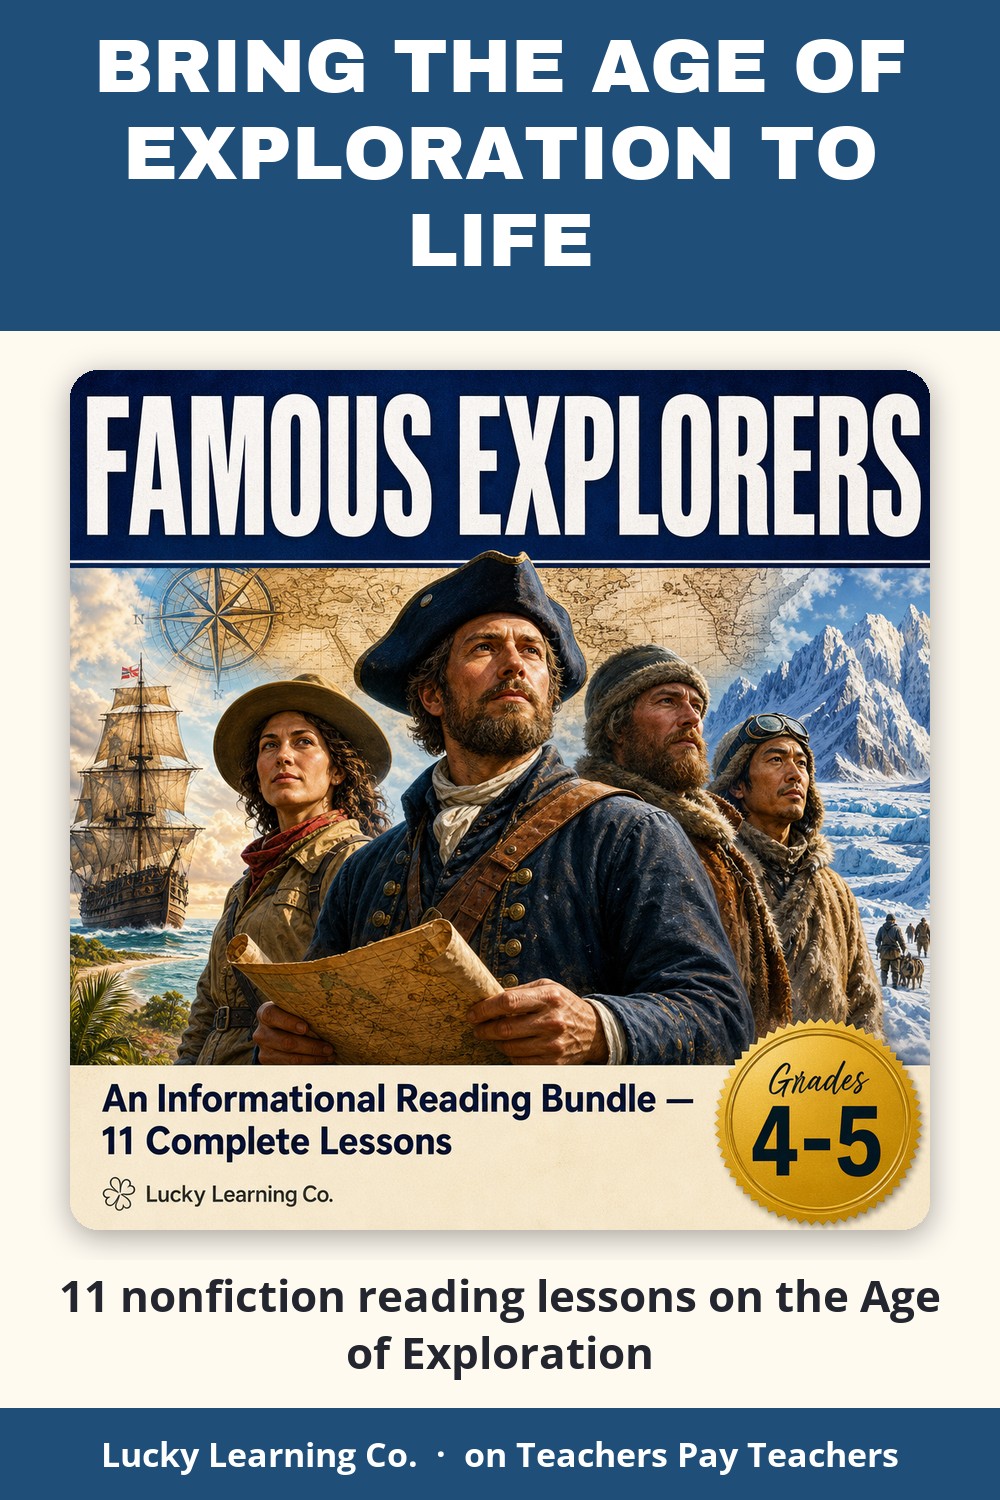 BRING THE AGE OF
EXPLORATION TO
LIFE
FAMOUS EXPLORERS
N
An Informational Reading Bundle —
11 Complete Lessons
Lucky Learning Co.
Grades
4-5
11 nonfiction reading lessons on the Age
of Exploration
Lucky Learning Co. · on Teachers Pay Teachers